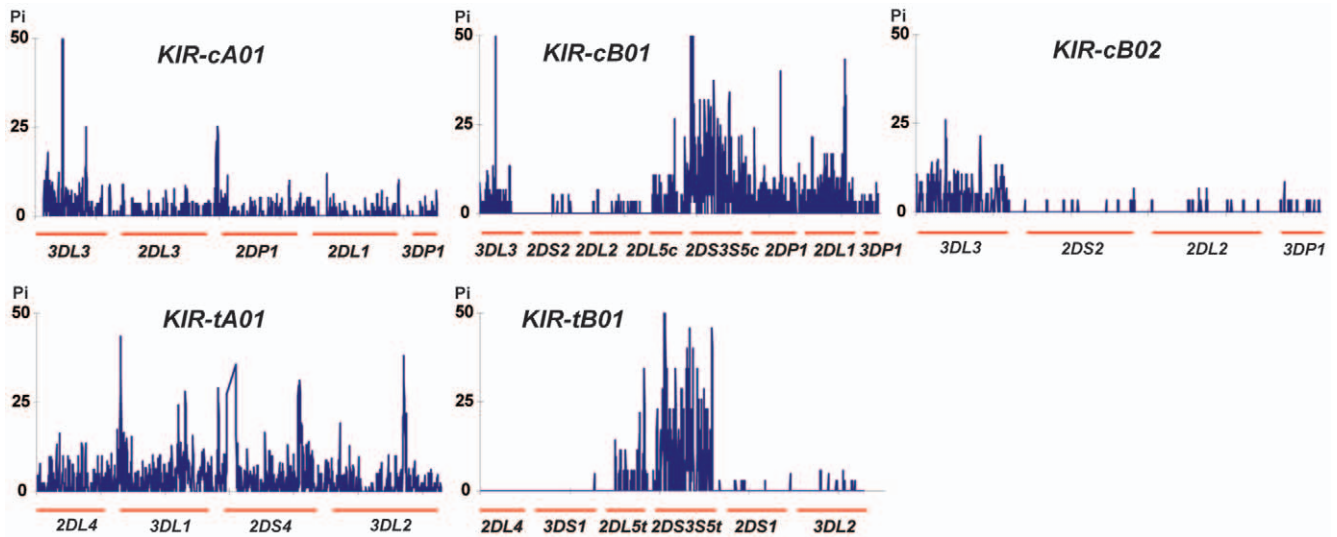 Pi
50
25
0
KIR-cA01
3DL3 2DL3 2DP1 2DL1 3DP1
Pi
50
25
0
KIR-cB01
3DL3 2DS2 2DL2 2DL5c 2DS3S5c 2DP1 2DL1 3DP1
Pi
50
25
0
KIR-cB02
3DL3 2DS2 2DL2 3DP1
Pi
50
25
0
KIR-tA01
2DL4 3DL1 2DS4 3DL2
Pi
50
25
0
KIR-tB01
2DL4 3DS1 2DL5t 2DS3S5t 2DS1 3DL2